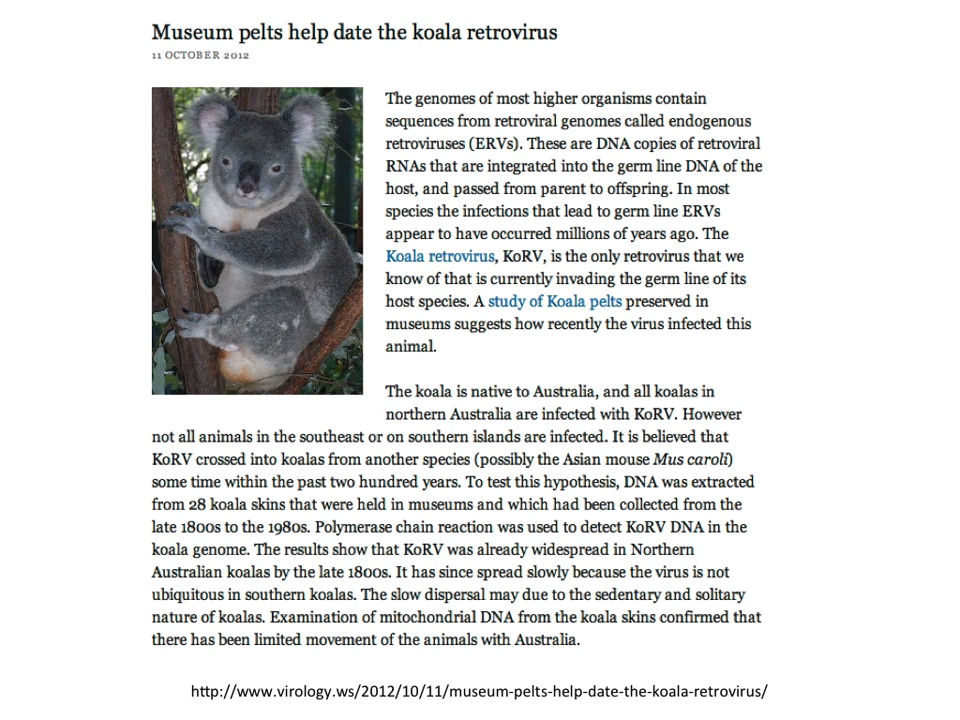 Museum pelts help date the koala retrovirus
11 OCTOBER 2012
The genomes of most higher organisms contain
sequences from retroviral genomes called endogenous
retroviruses (ERVs). These are DNA copies of retroviral
RNAs that are integrated into the germ line DNA of the
host, and passed from parent to offspring. In most
species the infections that lead to germ line ERVs
appear to have occurred millions of years ago. The
Koala retrovirus, KoRV, is the only retrovirus that we
know of that is currently invading the germ line of its
host species. A study of Koala pelts preserved in
museums suggests how recently the virus infected this
animal.
The koala is native to Australia, and all koalas in
northern Australia are infected with KoRV. However
not all animals in the southeast or on southern islands are infected. It is believed that
KoRV crossed into koalas from another species (possibly the Asian mouse Mus caroli)
some time within the past two hundred years. To test this hypothesis, DNA was extracted
from 28 koala skins that were held in museums and which had been collected from the
late 1800s to the 1980s. Polymerase chain reaction was used to detect KoRV DNA in the
koala genome. The results show that KoRV was already widespread in Northern
Australian koalas by the late 1800s. It has since spread slowly because the virus is not
ubiquitous in southern koalas. The slow dispersal may due to the sedentary and solitary
nature of koalas. Examination of mitochondrial DNA from the koala skins confirmed that
there has been limited movement of the animals with Australia.
http://www.virology.ws/2012/10/11/museum-pelts-help-date-the-koala-retrovirus/